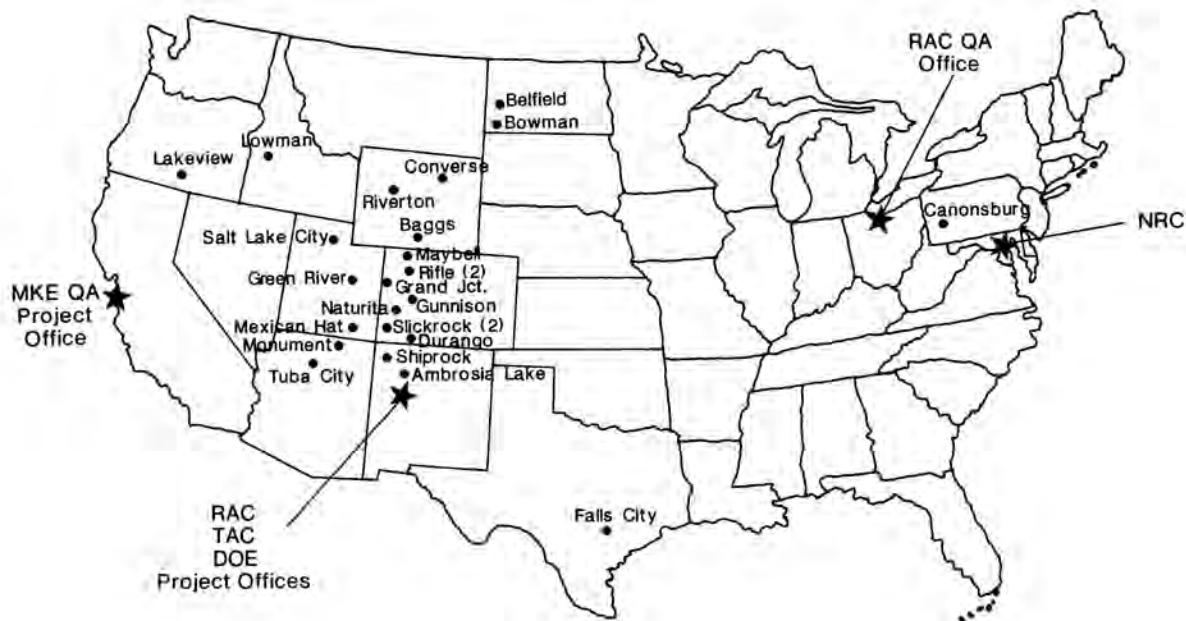 RAC QA
Office
Belfield
Bowman
Lowman
Lakeview
Converse
Riverton
Baggs
Canonsburg
NRC
Salt Lake City
Maybell
Rifle (2)
Green River
Grand Jct.
Gunnison
MKE QA
Project
Office
Naturita
Mexican Hat
Slickrock (2)
Durango
Monument
Shiprock
Tuba City
Ambrosia Lake
RAC
TAC
DOE
Project Offices
Falls City